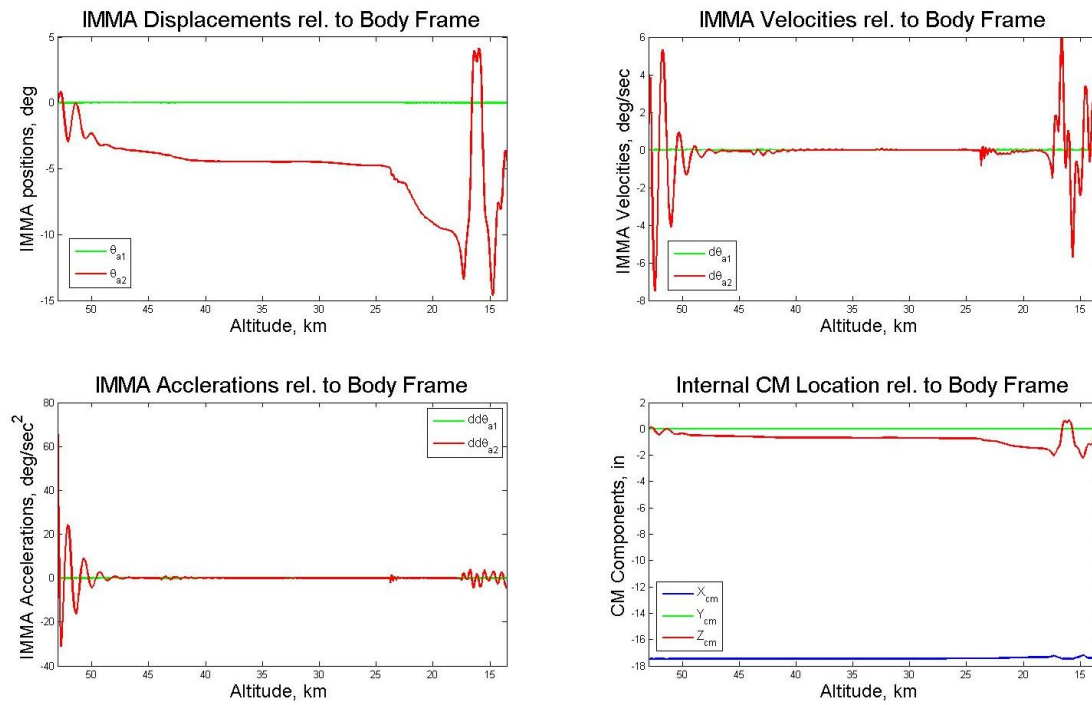 IMMA Displacements rel. to Body Frame
IMMA positions, deg
5
0
-5
-10
-15
θa1
θa2
50 45 40 35 30 25 20 15
Altitude, km
IMMA Velocities rel. to Body Frame
IMMA Velocities, deg/sec
6
4
2
0
-2
-4
-6
-8
dθa1
dθa2
50 45 40 35 30 25 20 15
Altitude, km
IMMA Acclerations rel. to Body Frame
IMMA Accelerations, deg/sec2
80
60
40
20
0
-20
-40
ddθa1
ddθa2
50 45 40 35 30 25 20 15
Altitude, km
Internal CM Location rel. to Body Frame
CM Components, in
2
0
-2
-4
-6
-8
-10
-12
-14
-16
-18
Xcm
Ycm
Zcm
50 45 40 35 30 25 20 15
Altitude, km